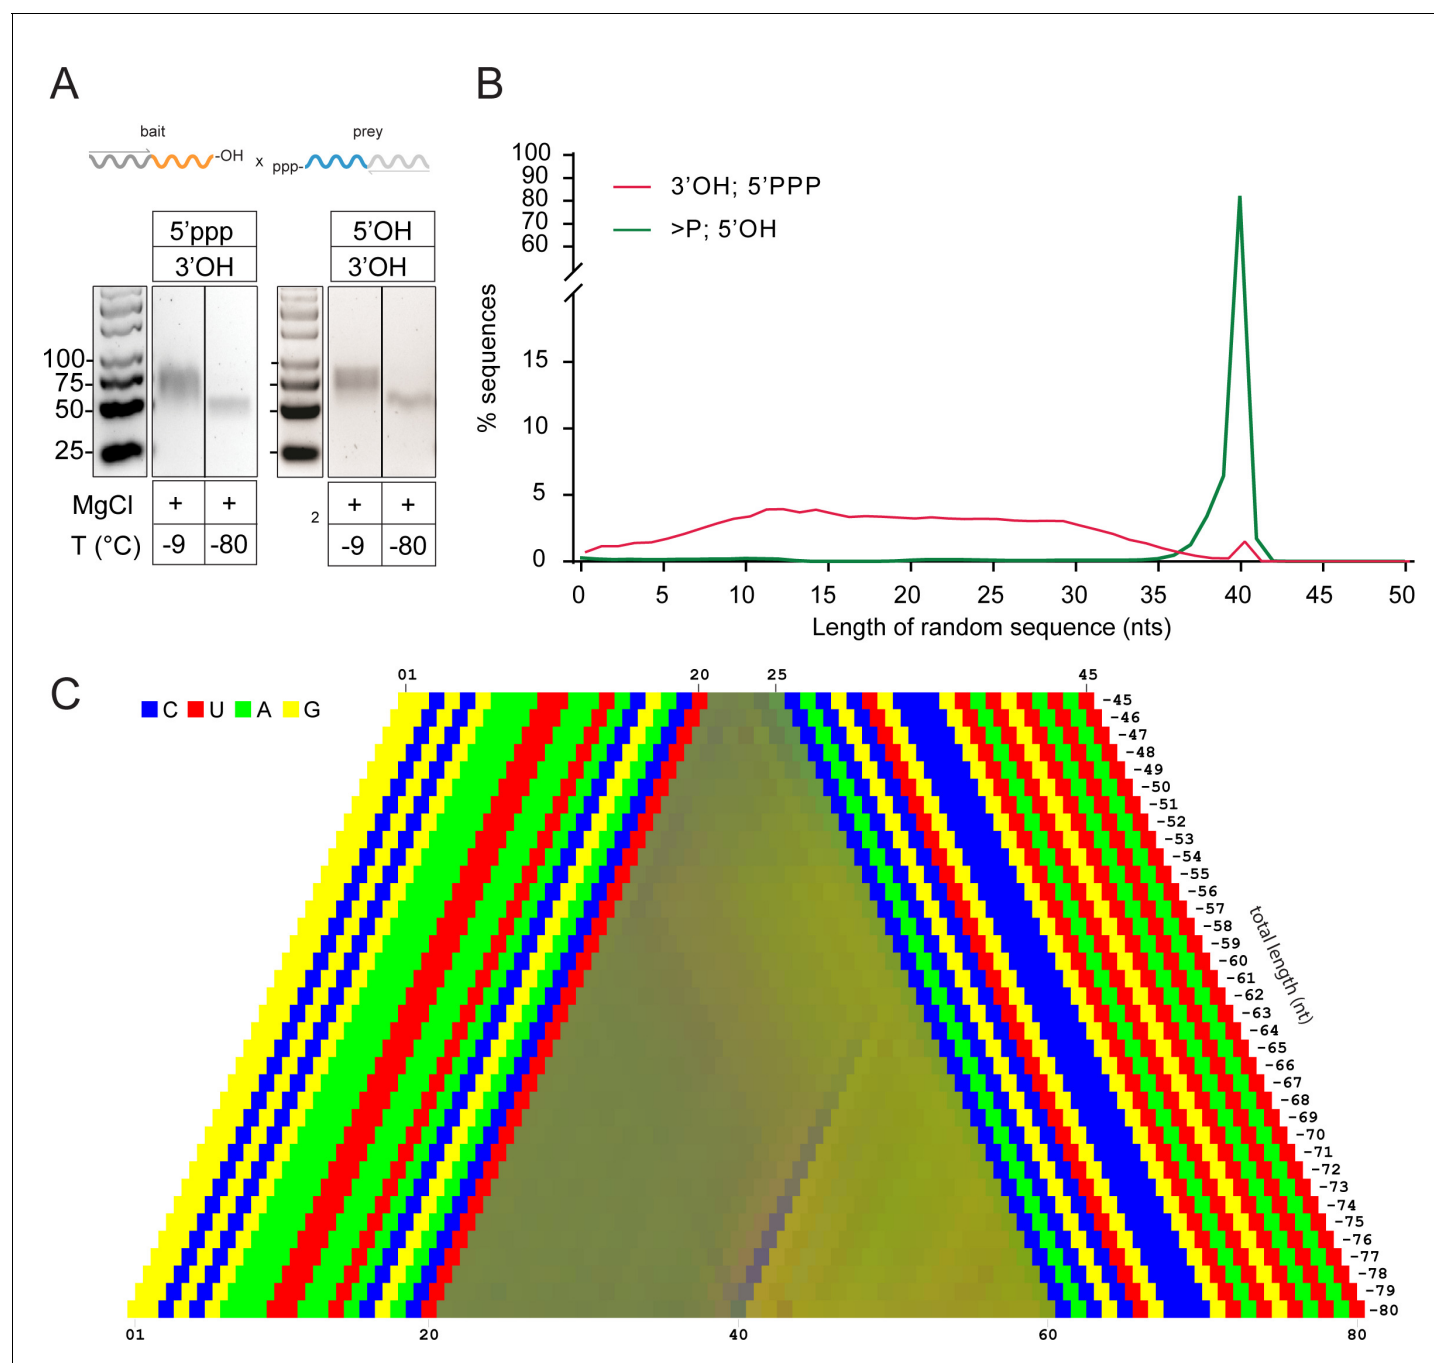 A
bait
prey
-OH x ppp-
5'ppp
3'OH
5'OH
3'OH
100
75
50
25
MgCl + + 2 + +
T (°C) -9 -80 -9 -80
B
100
90
80
70
60
15
10
5
0
% sequences
3'OH; 5'PPP
>P; 5'OH
0 5 10 15 20 25 30 35 40 45 50
Length of random sequence (nts)
C
C U A G
01 20 25 45
-45
-46
-47
-48
-49
-50
-51
-52
-53
-54
-55
-56
-57
-58
-59
-60
-61
-62
-63
-64
-65
-66
-67
-68
-69
-70
-71
-72
-73
-74
-75
-76
-77
-78
-79
-80
total length (nt)
01 20 40 60 80